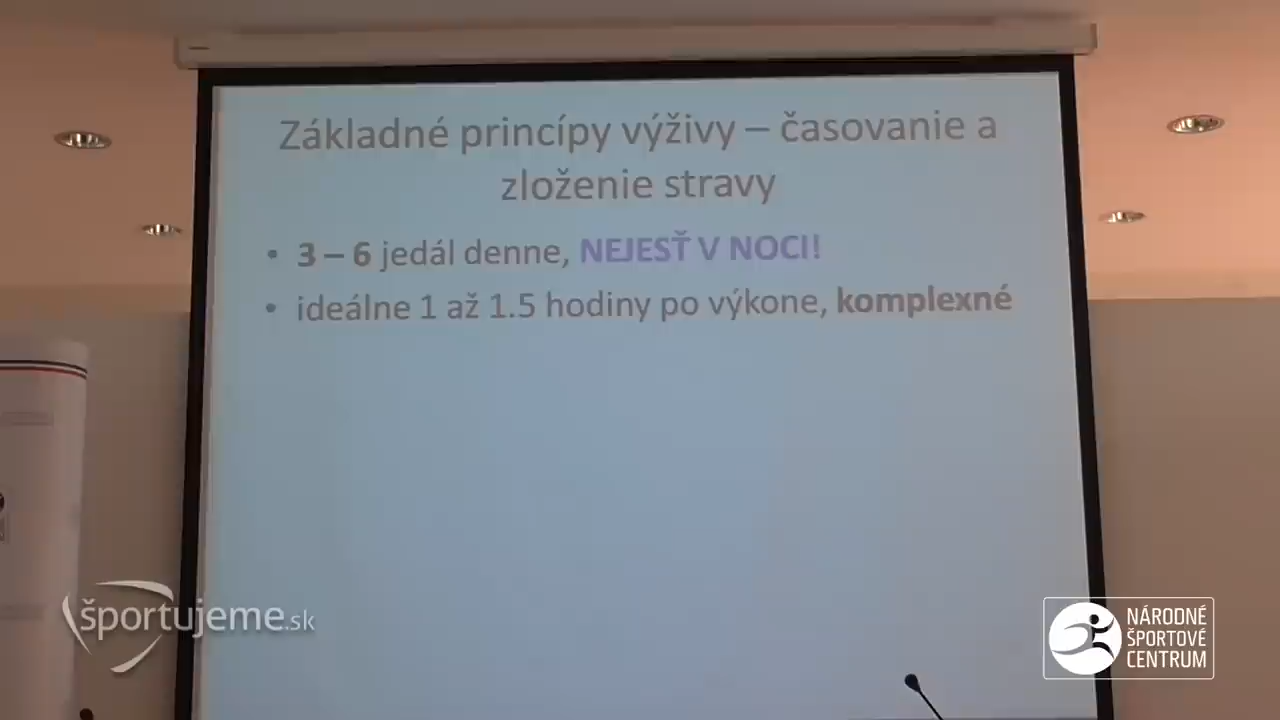 Základné princípy výživy – časovanie a
zloženie stravy
• 3 – 6 jedál denne, NEJESŤ V NOCI!
• ideálne 1 až 1.5 hodiny po výkone, komplexné
športujeme.sk
NÁRODNÉ
ŠPORTOVÉ
CENTRUM